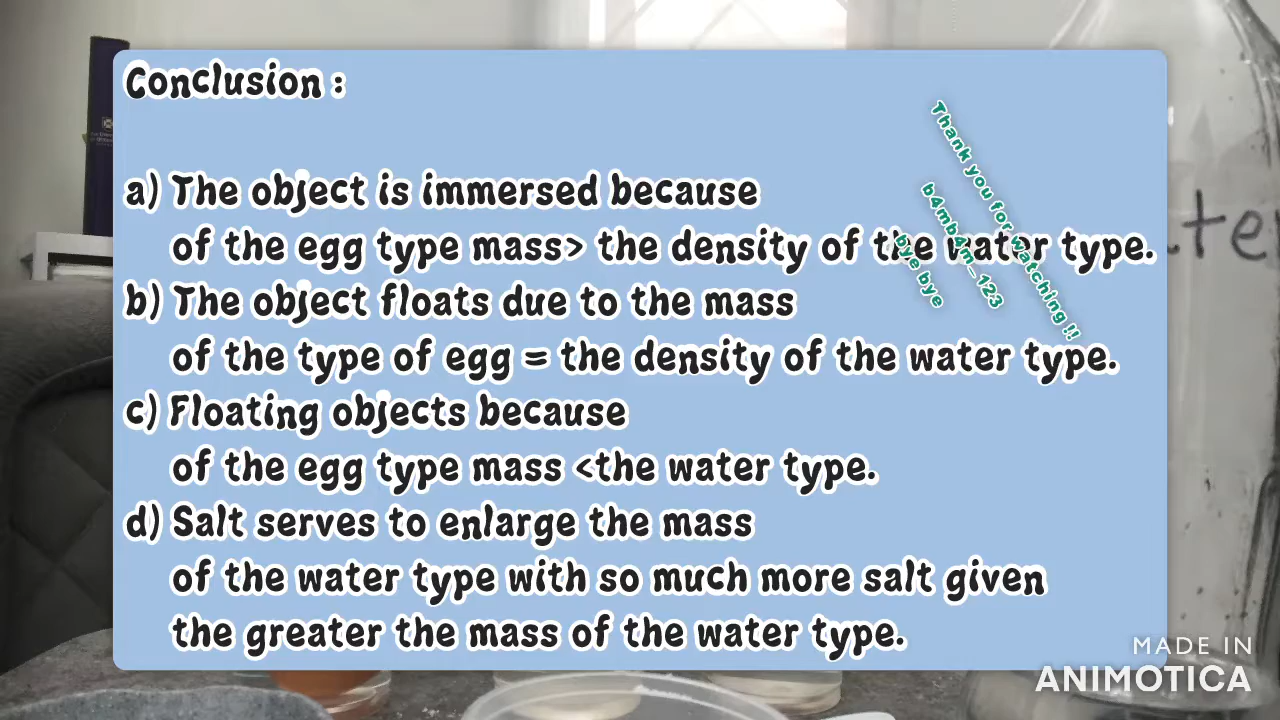 Conclusion :
a) The object is immersed because
of the egg type mass> the density of the water type.
b) The object floats due to the mass
of the type of egg = the density of the water type.
c) Floating objects because
of the egg type mass <the water type.
d) Salt serves to enlarge the mass
of the water type with so much more salt given
the greater the mass of the water type.
Thank you for watching !!
b4mb4m_123
bye bye
MADE IN
ANIMOTICA